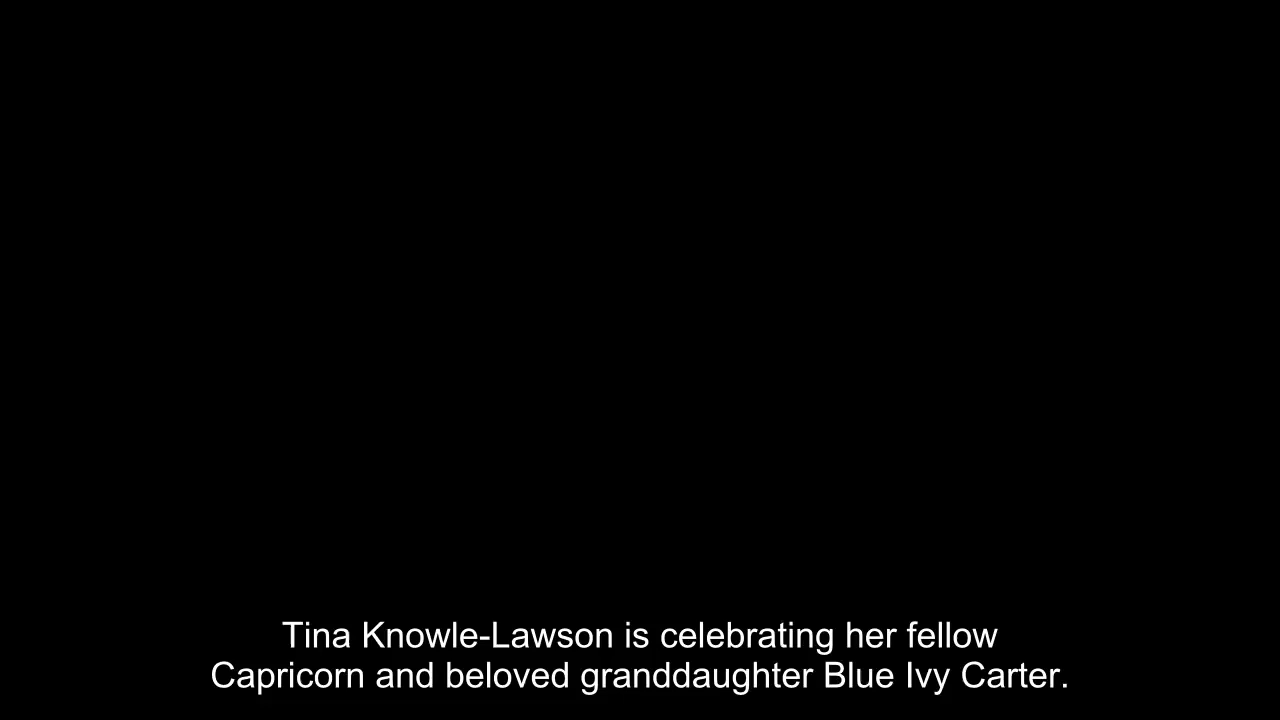 Tina Knowle-Lawson is celebrating her fellow
Capricorn and beloved granddaughter Blue Ivy Carter.